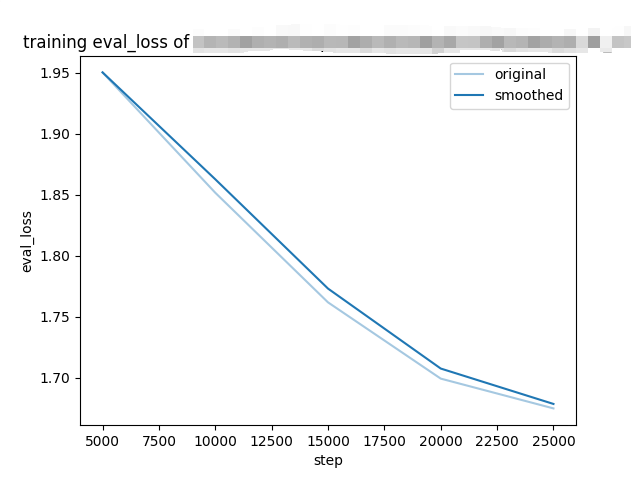 training eval_loss of
original
smoothed
1.95
1.90
1.85
1.80
1.75
1.70
eval_loss
5000 7500 10000 12500 15000 17500 20000 22500 25000
step